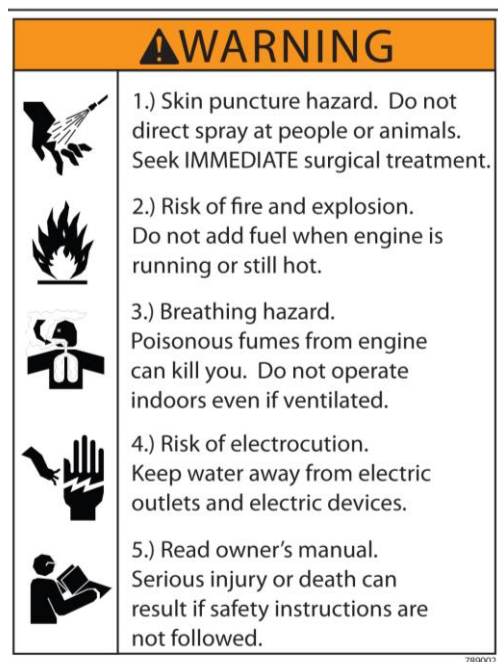 WARNING
1.) Skin puncture hazard. Do not
direct spray at people or animals.
Seek IMMEDIATE surgical treatment.
2.) Risk of fire and explosion.
Do not add fuel when engine is
running or still hot.
3.) Breathing hazard.
Poisonous fumes from engine
can kill you. Do not operate
indoors even if ventilated.
4.) Risk of electrocution.
Keep water away from electric
outlets and electric devices.
5.) Read owner's manual.
Serious injury or death can
result if safety instructions are
not followed.
789002